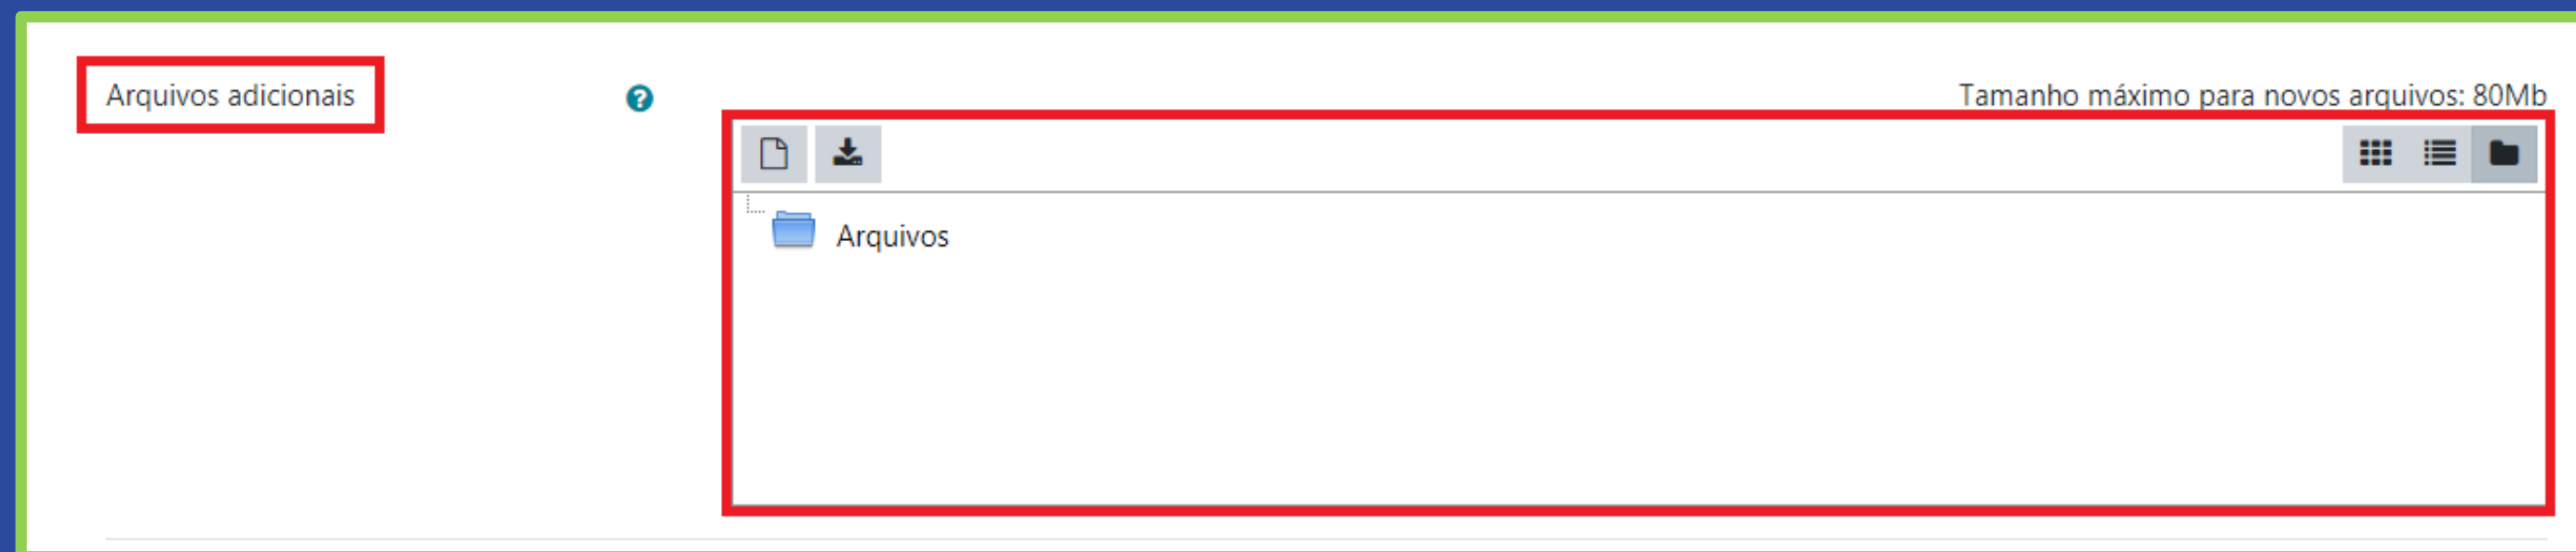 Arquivos adicionais
Tamanho máximo para novos arquivos: 80Mb
Arquivos